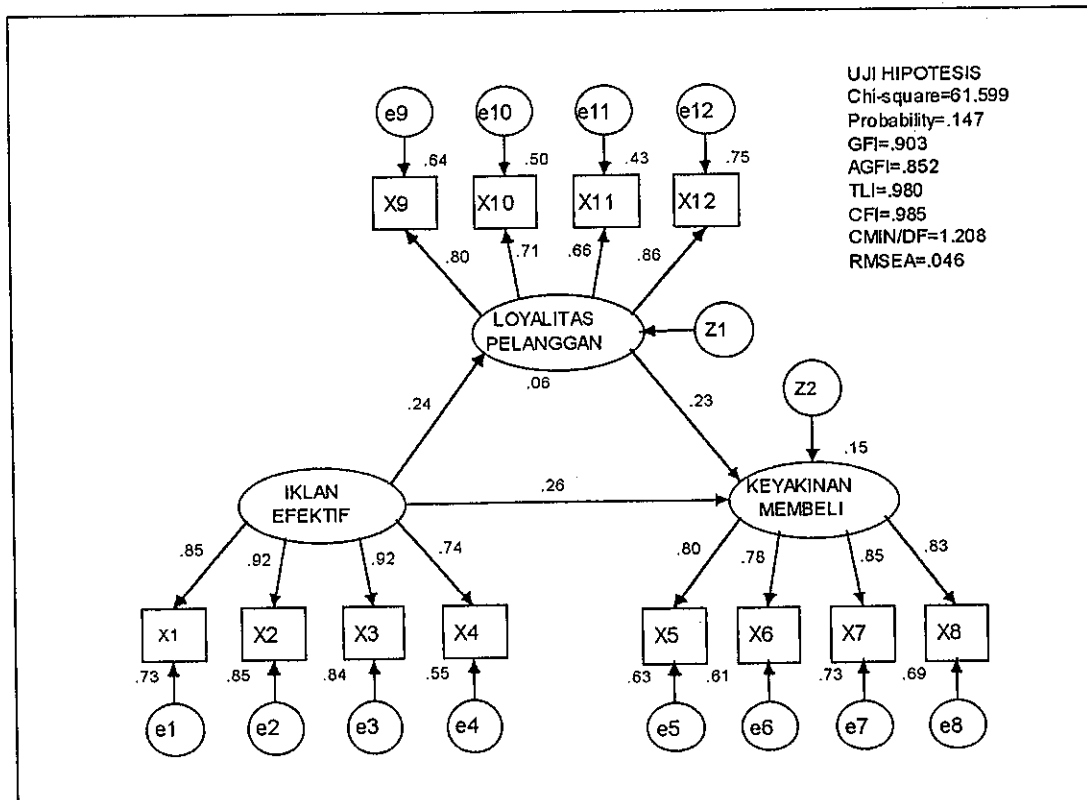 UJI HIPOTESIS
Chi-square=61.599
Probability=.147
GFI=.903
AGFI=.852
TLI=.980
CFI=.985
CMIN/DF=1.208
RMSEA=.046
e9 e10 e11 e12
.64 .50 .43 .75
X9 X10 X11 X12
.80 .71 .66 .86
LOYALITAS
PELANGGAN
Z1
.06
.24 .23
Z2
.15
IKLAN
EFEKTIF
.26
KEYAKINAN
MEMBELI
.85 .92 .92 .74 .80 .78 .85 .83
X1 X2 X3 X4 X5 X6 X7 X8
.73 .85 .84 .55 .63 .61 .73 .69
e1 e2 e3 e4 e5 e6 e7 e8